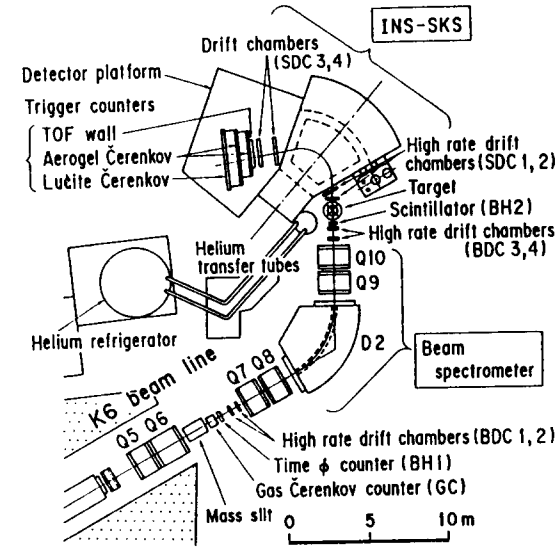 INS-SKS
Drift chambers
(SDC 3,4)
Detector platform
Trigger counters
TOF wall
Aerogel Čerenkov
Lucite Čerenkov
High rate drift
chambers (SDC 1, 2)
Target
Scintillator (BH2)
High rate drift chambers
(BDC 3,4)
Helium
transfer tubes
Q10
Q9
Helium refrigerator
D2
Beam
spectrometer
K6 beam line
Q7 Q8
Q5 Q6
High rate drift chambers (BDC 1, 2)
Time ϕ counter (BH1)
Gas Čerenkov counter (GC)
Mass slit
0 5 10 m